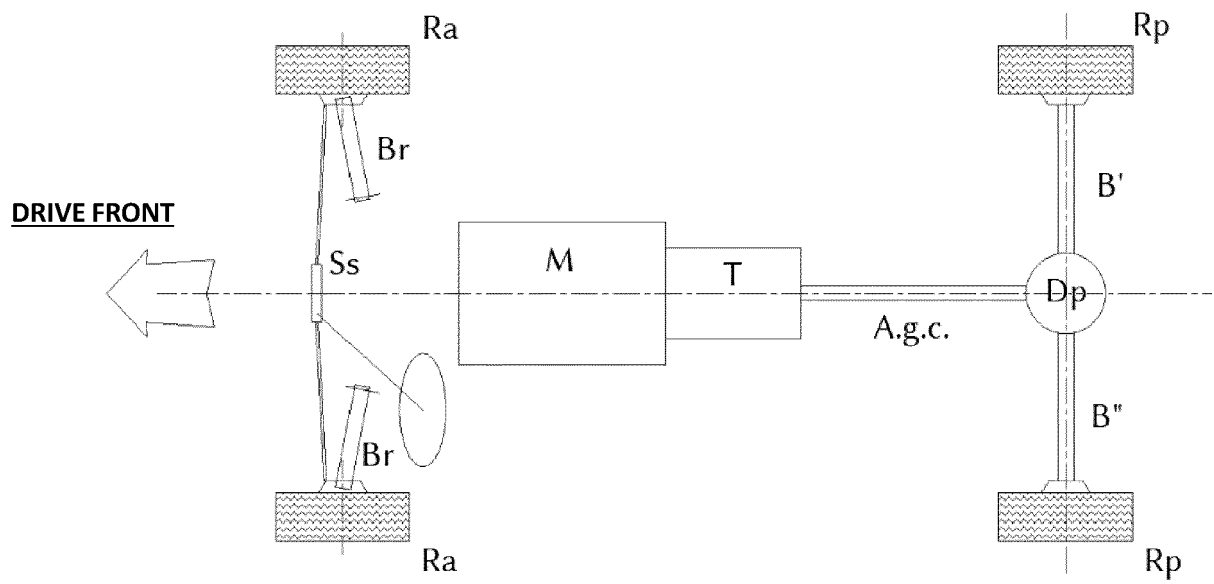 Ra
Rp
Br
B'
DRIVE FRONT
Ss
M
T
Dp
A.g.c.
B"
Br
Ra
Rp